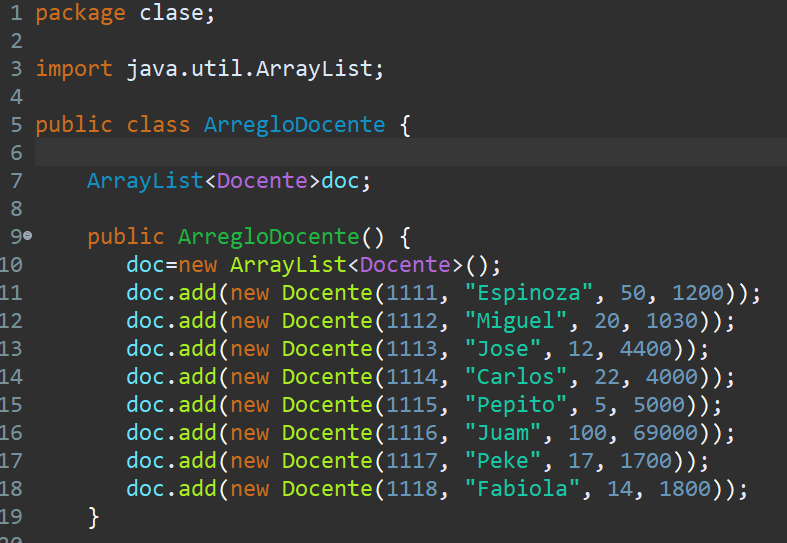 1 package clase;
2
3 import java.util.ArrayList;
4
5 public class ArregloDocente {
6
7     ArrayList<Docente>doc;
8
9     public ArregloDocente() {
10        doc=new ArrayList<Docente>();
11        doc.add(new Docente(1111, "Espinoza", 50, 1200));
12        doc.add(new Docente(1112, "Miguel", 20, 1030));
13        doc.add(new Docente(1113, "Jose", 12, 4400));
14        doc.add(new Docente(1114, "Carlos", 22, 4000));
15        doc.add(new Docente(1115, "Pepito", 5, 5000));
16        doc.add(new Docente(1116, "Juam", 100, 69000));
17        doc.add(new Docente(1117, "Peke", 17, 1700));
18        doc.add(new Docente(1118, "Fabiola", 14, 1800));
19    }
20